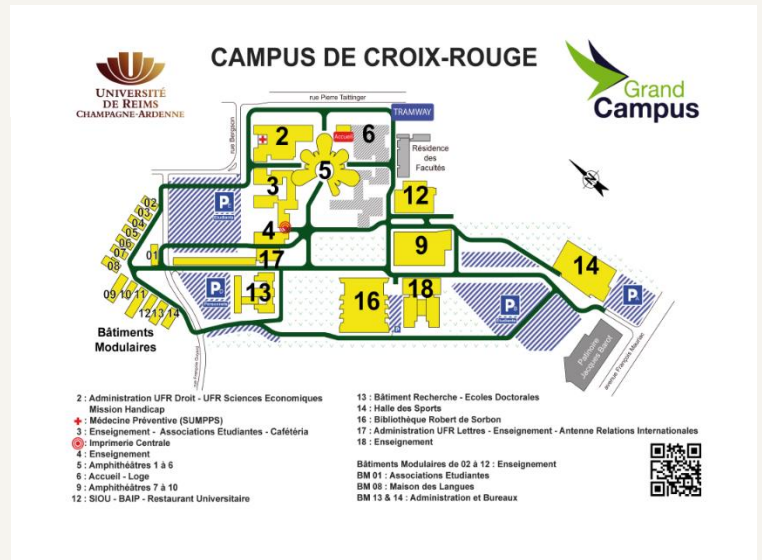 UNIVERSITÉ
DE REIMS
CHAMPAGNE-ARDENNE
CAMPUS DE CROIX-ROUGE
Grand
Campus
rue Pierre Taittinger
TRAMWAY
rue Bergson
2
Accueil
6
Résidence
des
Facultés
5
3
12
02
03
04
05
06
07
08
01
P
4
17
9
14
09 10 11
12 13 14
P
13
16
18
P
P
P
Bâtiments
Modulaires
Patinoire
Jacques Barot
avenue François Mauriac
2 : Administration UFR Droit - UFR Sciences Economiques
Mission Handicap
: Médecine Préventive (SUMPPS)
3 : Enseignement - Associations Etudiantes - Cafétéria
: Imprimerie Centrale
4 : Enseignement
5 : Amphithéâtres 1 à 6
6 : Accueil - Loge
9 : Amphithéâtres 7 à 10
12 : SIOU - BAIP - Restaurant Universitaire
13 : Bâtiment Recherche - Ecoles Doctorales
14 : Halle des Sports
16 : Bibliothèque Robert de Sorbon
17 : Administration UFR Lettres - Enseignement - Antenne Relations Internationales
18 : Enseignement
Bâtiments Modulaires de 02 à 12 : Enseignement
BM 01 : Associations Etudiantes
BM 08 : Maison des Langues
BM 13 & 14 : Administration et Bureaux